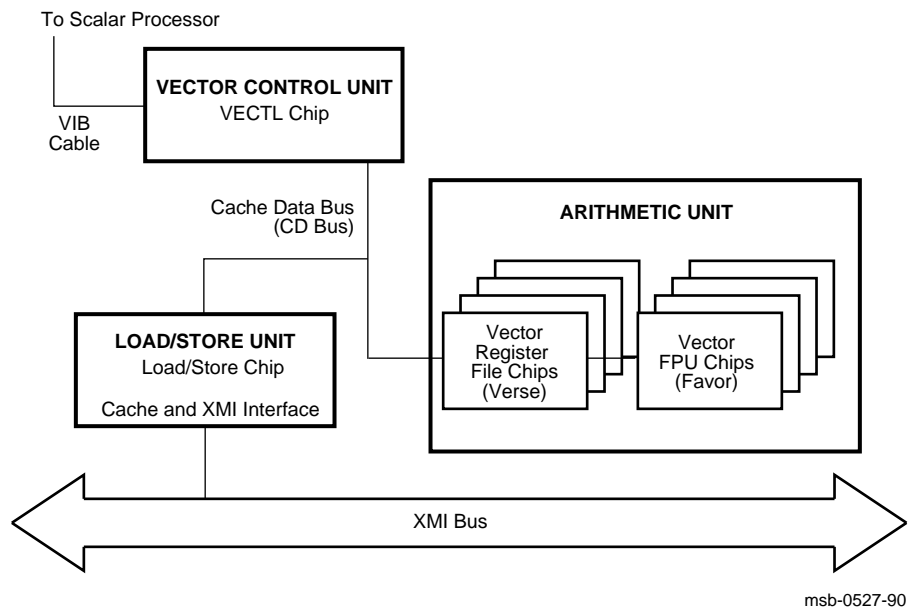 To Scalar Processor
VECTOR CONTROL UNIT
VECTL Chip
VIB
Cable
Cache Data Bus
(CD Bus)
ARITHMETIC UNIT
LOAD/STORE UNIT
Load/Store Chip
Cache and XMI Interface
Vector
Register
File Chips
(Verse)
Vector
FPU Chips
(Favor)
XMI Bus
msb-0527-90